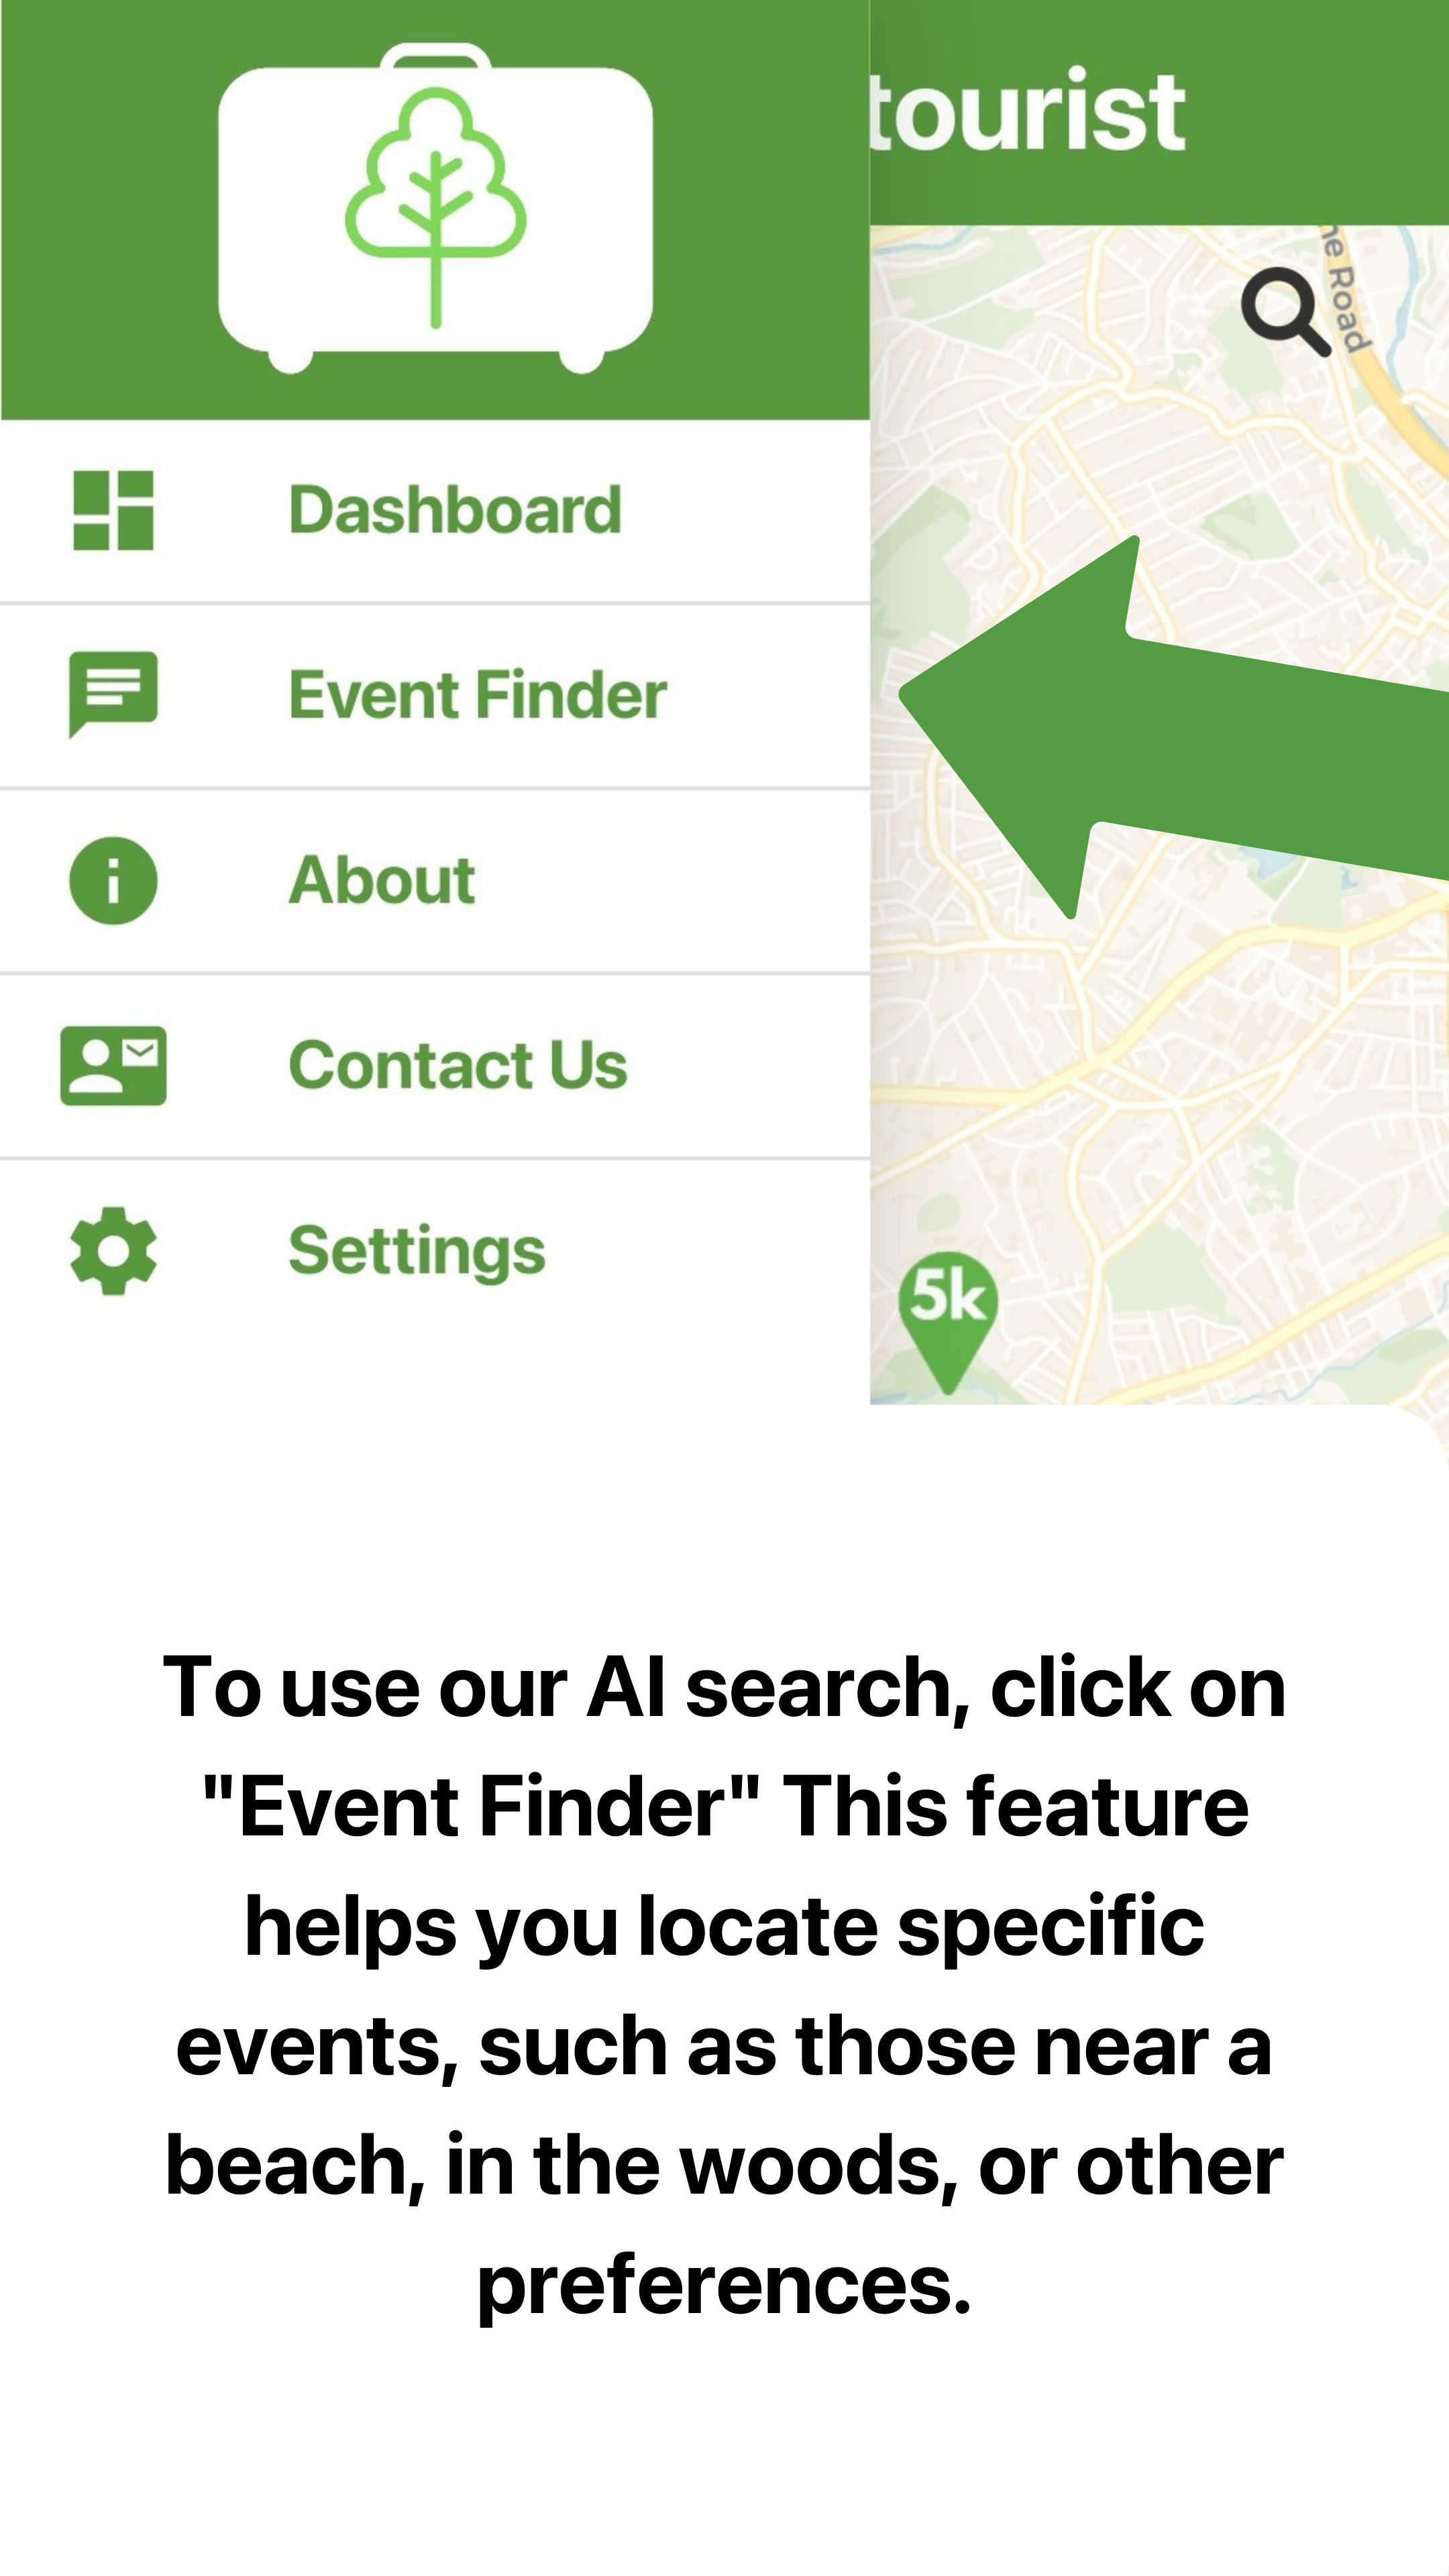 tourist
ne Road
Dashboard
Event Finder
About
Contact Us
Settings
5k
To use our AI search, click on
"Event Finder" This feature
helps you locate specific
events, such as those near a
beach, in the woods, or other
preferences.